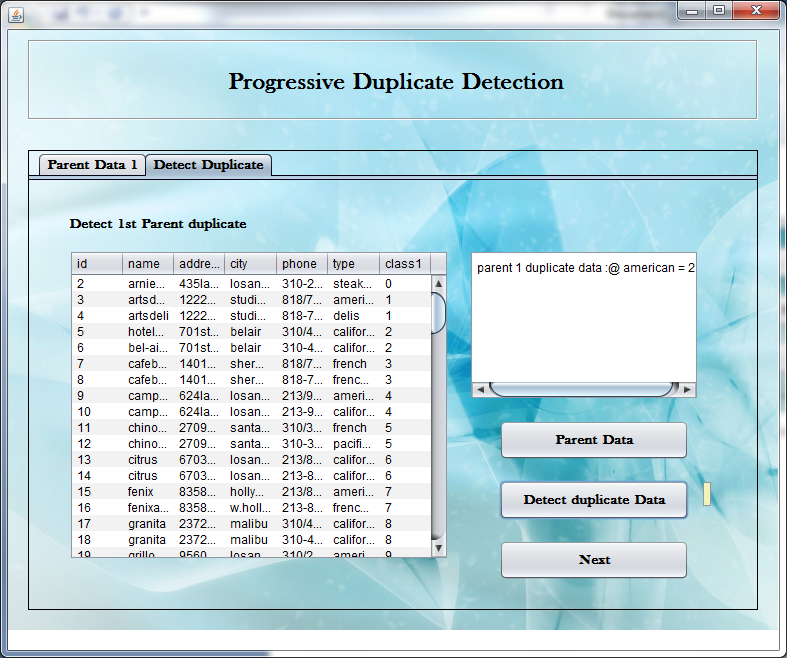 Progressive Duplicate Detection
Parent Data 1 Detect Duplicate
Detect 1st Parent duplicate
id name addre... city phone type class1
2 arnie... 435la... losan... 310-2... steak... 0
3 artsd... 1222... studi... 818/7... ameri... 1
4 artsdeli 1222... studi... 818-7... delis 1
5 hotel... 701st... belair 310/4... califor... 2
6 bel-ai... 701st... belair 310-4... califor... 2
7 cafeb... 1401... sher... 818/7... french 3
8 cafeb... 1401... sher... 818-7... frenc... 3
9 camp... 624la... losan... 213/9... ameri... 4
10 camp... 624la... losan... 213-9... califor... 4
11 chino... 2709... santa... 310/3... french 5
12 chino... 2709... santa... 310-3... pacifi... 5
13 citrus 6703... losan... 213/8... califor... 6
14 citrus 6703... losan... 213-8... califor... 6
15 fenix 8358... holly... 213/8... ameri... 7
16 fenixa... 8358... w.holl... 213-8... frenc... 7
17 granita 2372... malibu 310/4... califor... 8
18 granita 2372... malibu 310-4... califor... 8
19 grillo... 9560... losan... 310/2... ameri... 9
parent 1 duplicate data :@ american = 2
Parent Data
Detect duplicate Data
Next